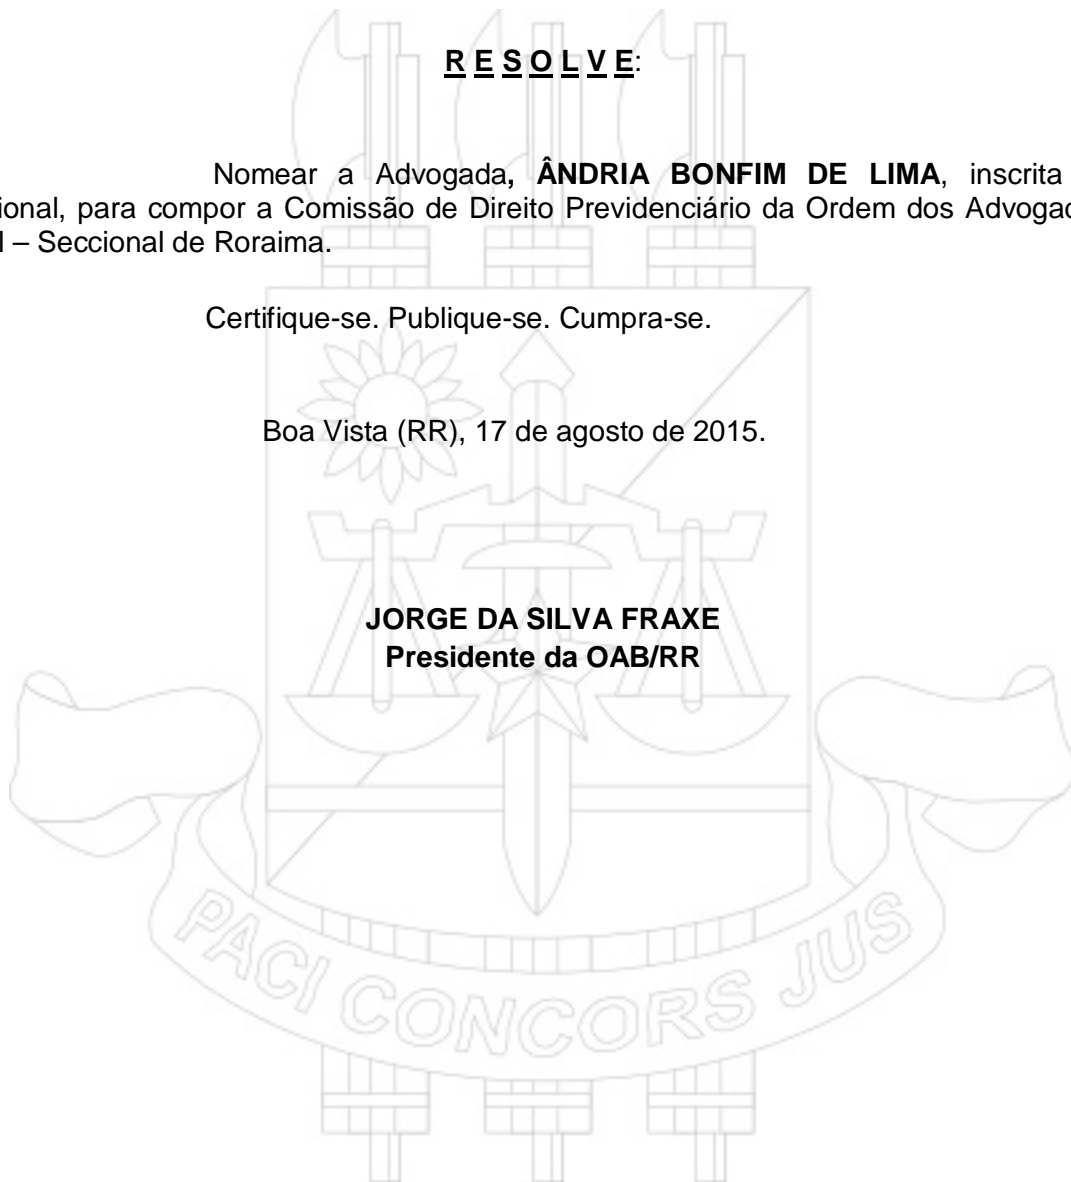 R E S O L V E:
Nomear a Advogada, ÂNDRIA BONFIM DE LIMA, inscrita
para compor a Comissão de Direito Previdenciário da Ordem dos
– Seccional de Roraima.
Certifique-se. Publique-se. Cumpra-se.
Boa Vista (RR), 17 de agosto de 2015.
JORGE DA SILVA FRAXE
Presidente da OAB/RR
PACI CONCORS JUS